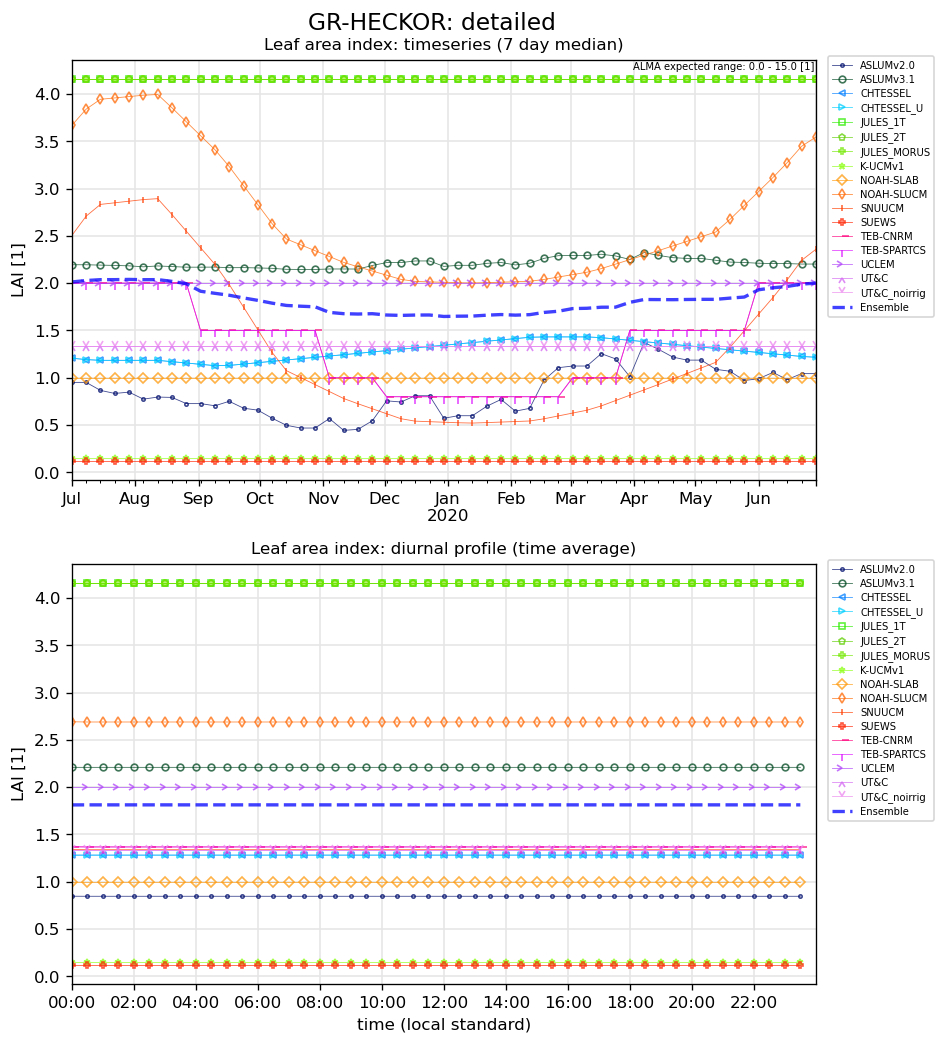 GR-HECKOR: detailed
Leaf area index: timeseries (7 day median)
ALMA expected range: 0.0 - 15.0 [1]
LAI [1]
4.0
3.5
3.0
2.5
2.0
1.5
1.0
0.5
0.0
Jul Aug Sep Oct Nov Dec Jan Feb Mar Apr May Jun
2020
ASLUMv2.0
ASLUMv3.1
CHTESSEL
CHTESSEL_U
JULES_1T
JULES_2T
JULES_MORUS
K-UCMv1
NOAH-SLAB
NOAH-SLUCM
SNUUCM
SUEWS
TEB-CNRM
TEB-SPARTCS
UCLEM
UT&C
UT&C_noirrig
Ensemble
Leaf area index: diurnal profile (time average)
LAI [1]
4.0
3.5
3.0
2.5
2.0
1.5
1.0
0.5
0.0
00:00 02:00 04:00 06:00 08:00 10:00 12:00 14:00 16:00 18:00 20:00 22:00
time (local standard)
ASLUMv2.0
ASLUMv3.1
CHTESSEL
CHTESSEL_U
JULES_1T
JULES_2T
JULES_MORUS
K-UCMv1
NOAH-SLAB
NOAH-SLUCM
SNUUCM
SUEWS
TEB-CNRM
TEB-SPARTCS
UCLEM
UT&C
UT&C_noirrig
Ensemble